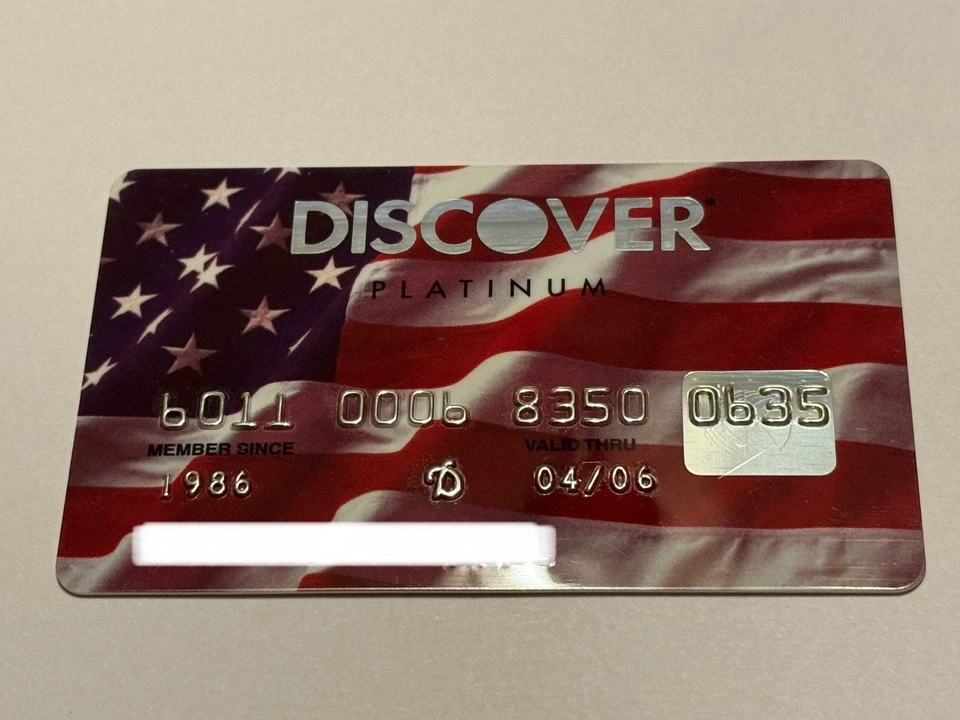 DISCOVER
PLATINUM
6011 0006 8350 0635
MEMBER SINCE VALID THRU
1986 D 04/06